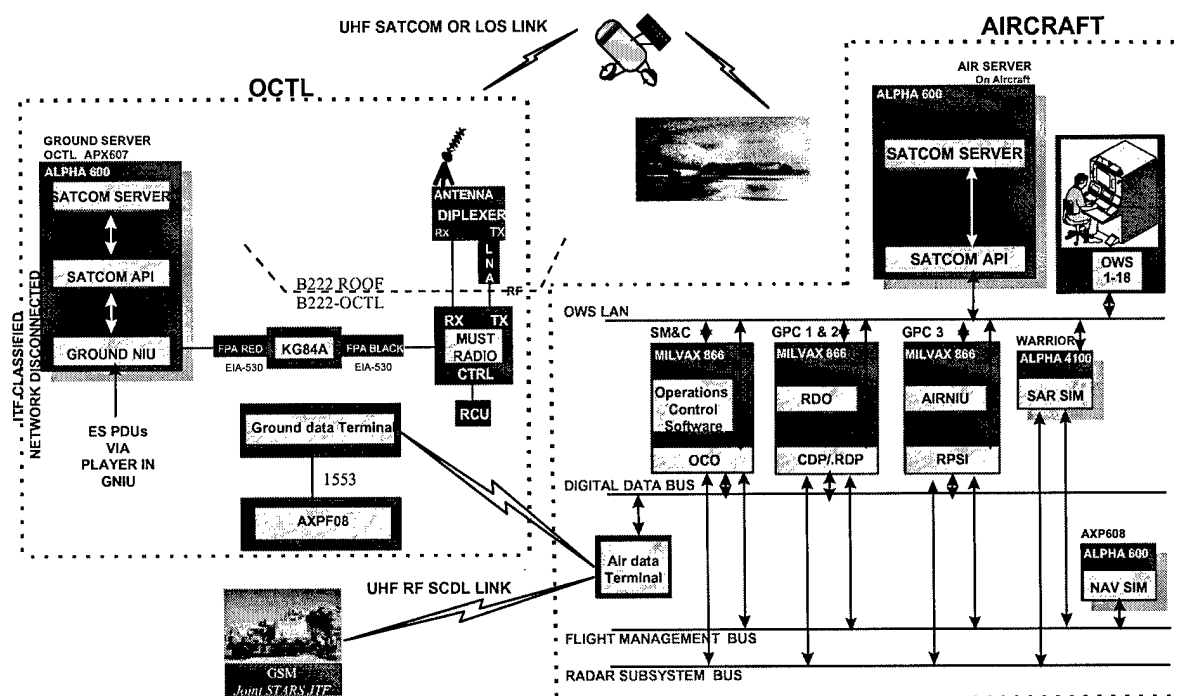 UHF SATCOM OR LOS LINK
AIRCRAFT
OCTL
AIR SERVER
On Aircraft
ALPHA 600
SATCOM SERVER
SATCOM API
OWS
1-18
GROUND SERVER
OCTL APX607
ALPHA 600
SATCOM SERVER
SATCOM API
GROUND NIU
ITF CLASSIFIED
NETWORK DISCONNECTED
ES PDUs
VIA
PLAYER IN
GNIU
ANTENNA
DIPLEXER
RX TX
LNA
RF
B222 ROOF
B222-OCTL
FPA RED
EIA-530
KG84A
FPA BLACK
EIA-530
RX TX
MUST
RADIO
CTRL
RCU
Ground data Terminal
1553
AXPF08
UHF RF SCDL LINK
GSM
Joint STARS JTF
Air data
Terminal
OWS LAN
SM&C
MILVAX 866
Operations
Control
Software
OCO
GPC 1 & 2
MILVAX 866
RDO
CDP/.RDP
GPC 3
MILVAX 866
AIRNIU
RPSI
WARRIOR
ALPHA 4100
SAR SIM
DIGITAL DATA BUS
AXP608
ALPHA 600
NAV SIM
FLIGHT MANAGEMENT BUS
RADAR SUBSYSTEM BUS